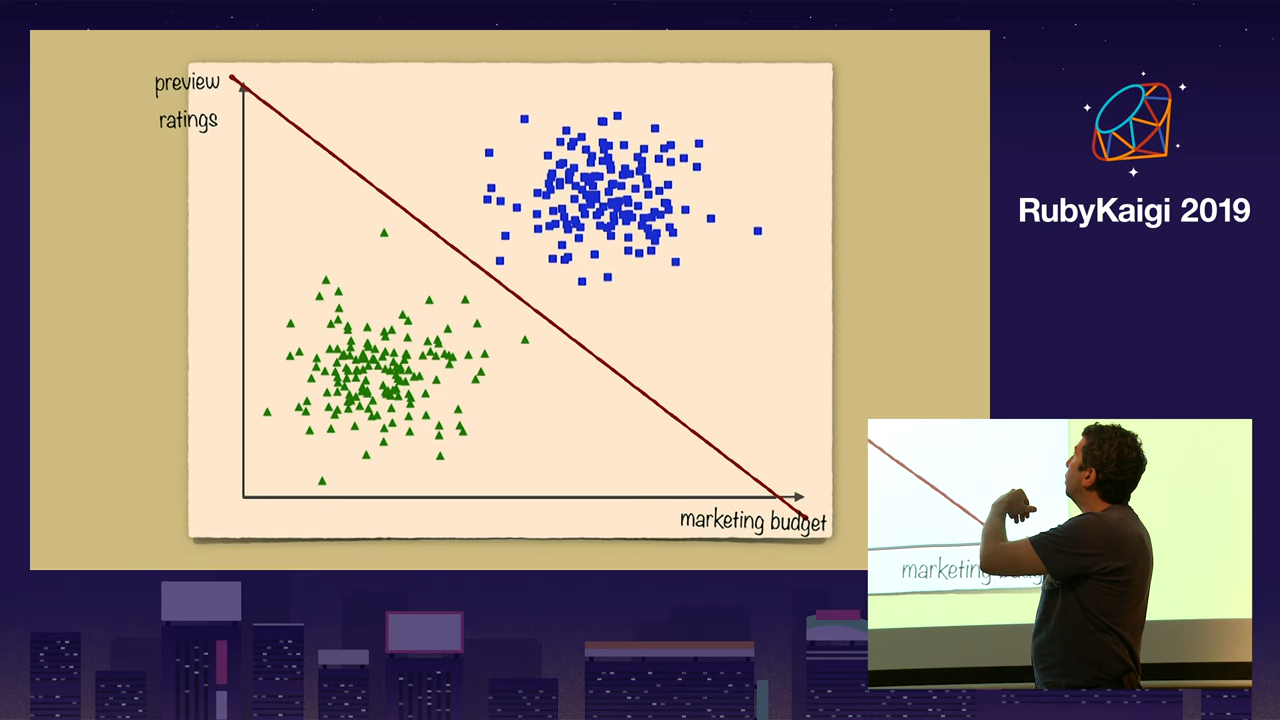 preview
ratings
marketing budget
RubyKaigi 2019
marketing